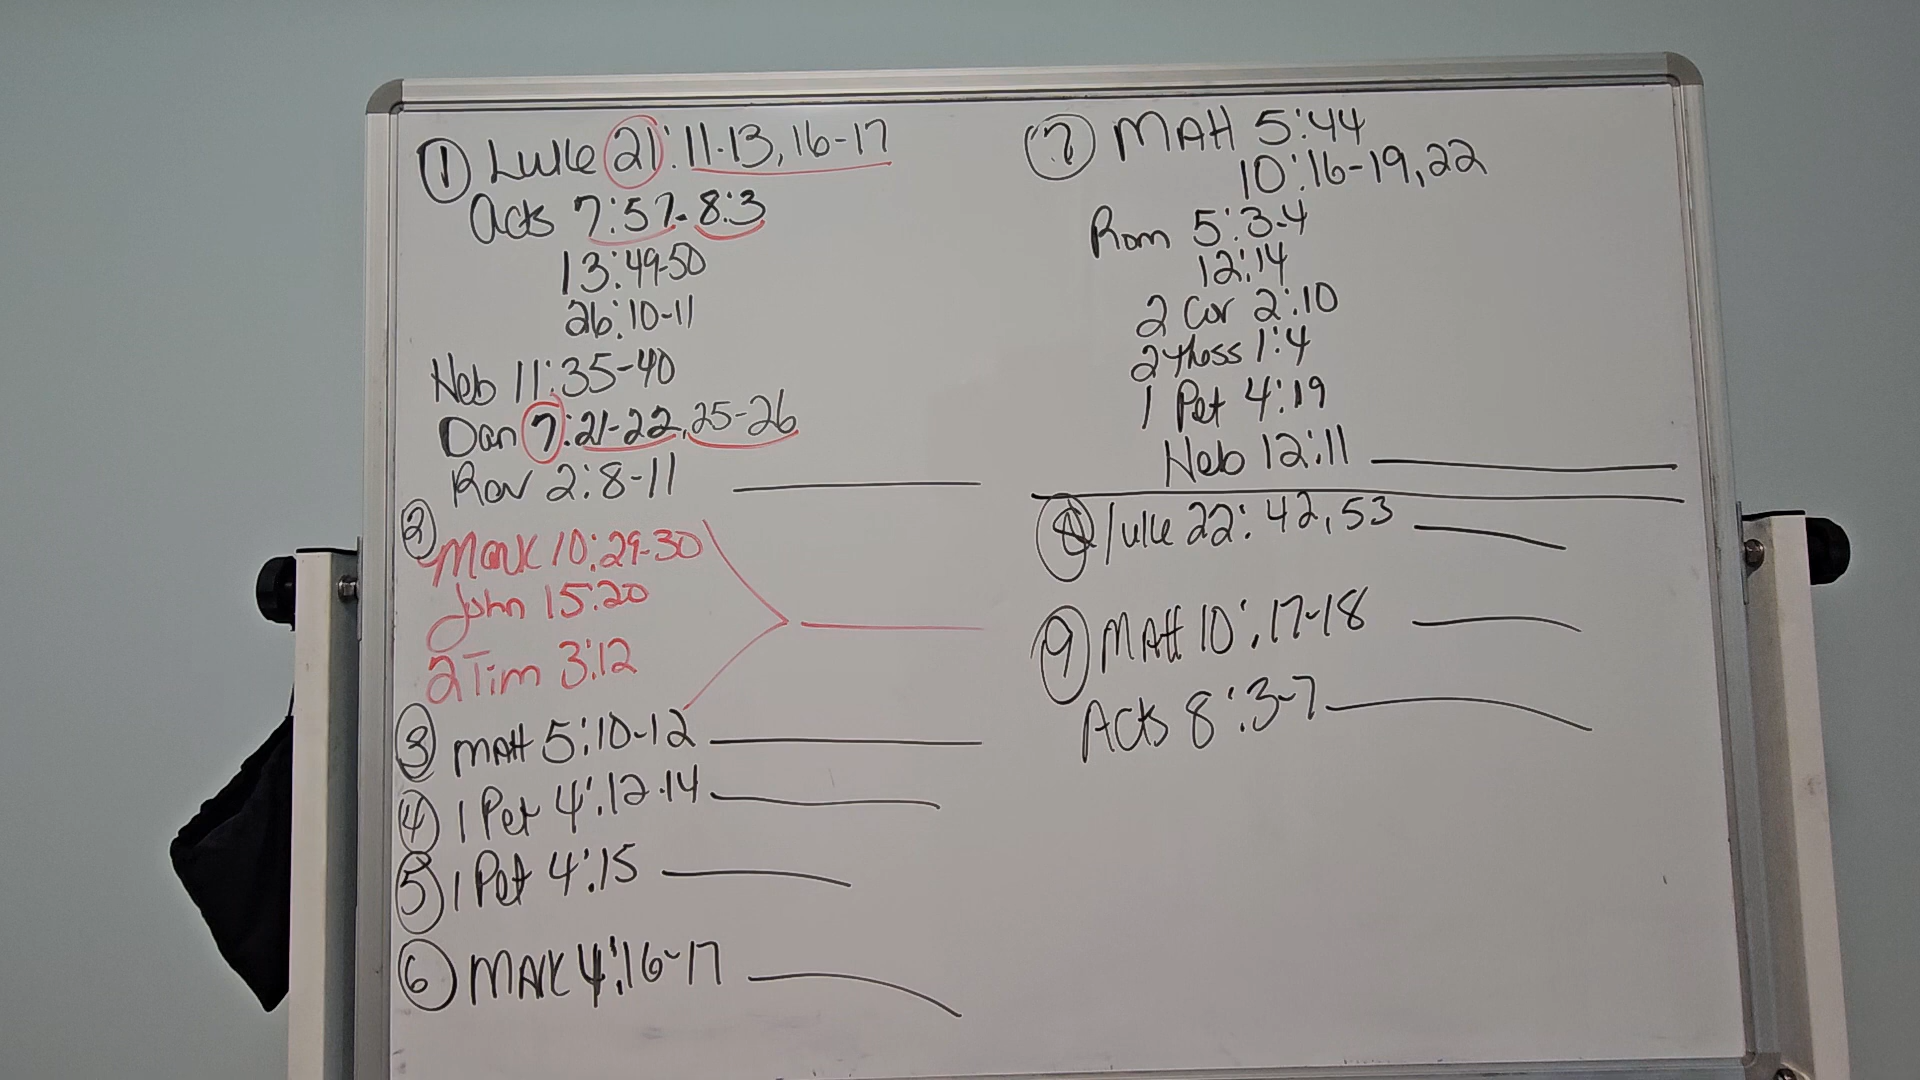 ① Luke 21:11-13, 16-17
Acts 7:57-8:3
13:49-50
26:10-11
Heb 11:35-40
Dan 7:21-22, 25-26
Rev 2:8-11
②
Mark 10:29-30
John 15:20
2 Tim 3:12
③ Matt 5:10-12
④ 1 Pet 4:12-14
⑤ 1 Pet 4:15
⑥ Mark 4:16-17
⑦ Matt 5:44
10:16-19, 22
Rom 5:3-4
12:14
2 Cor 2:10
2 Thess 1:4
1 Pet 4:19
Heb 12:11
⑧ Luke 22:42, 53
⑨ Matt 10:17-18
Acts 8:3-7